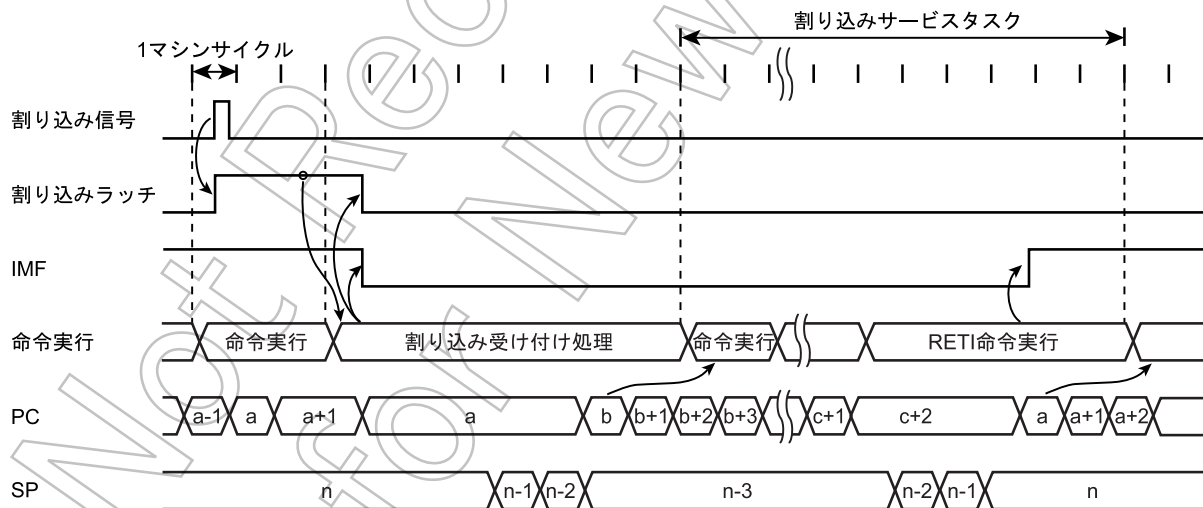 割り込みサービスタスク
1マシンサイクル
割り込み信号
割り込みラッチ
IMF
命令実行 命令実行 割り込み受け付け処理 命令実行 RETI命令実行
PC a-1 a a+1 a b b+1 b+2 b+3 c+1 c+2 a a+1 a+2
SP n n-1 n-2 n-3 n-2 n-1 n
Not Rec
for New